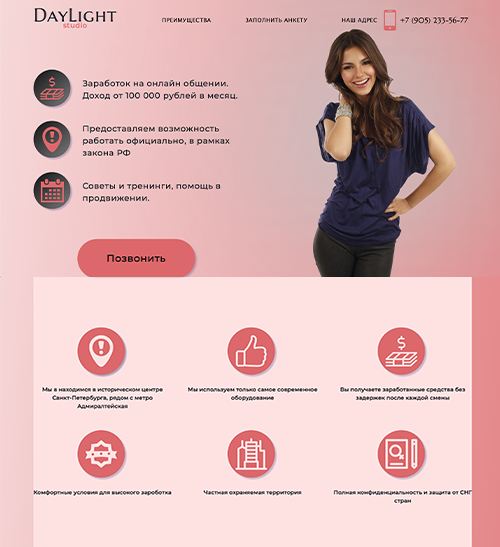 DAYLIGHT
studio
ПРЕИМУЩЕСТВА
ЗАПОЛНИТЬ АНКЕТУ
НАШ АДРЕС
+7 (905) 233-56-77
Заработок на онлайн общении.
Доход от 100 000 рублей в месяц.
Предоставляем возможность
работать официально, в рамках
закона РФ
Советы и тренинги, помощь в
продвижении.
Позвонить
Мы в находимся в историческом центре
Санкт-Петербурга, рядом с метро
Адмиралтейская
Мы используем только самое современное
оборудование
Вы получаете заработанные средства без
задержек после каждой смены
Комфортные условия для высокого зароботка
Частная охраняемая территория
Полная конфиденциальность и защита от СНГ
стран